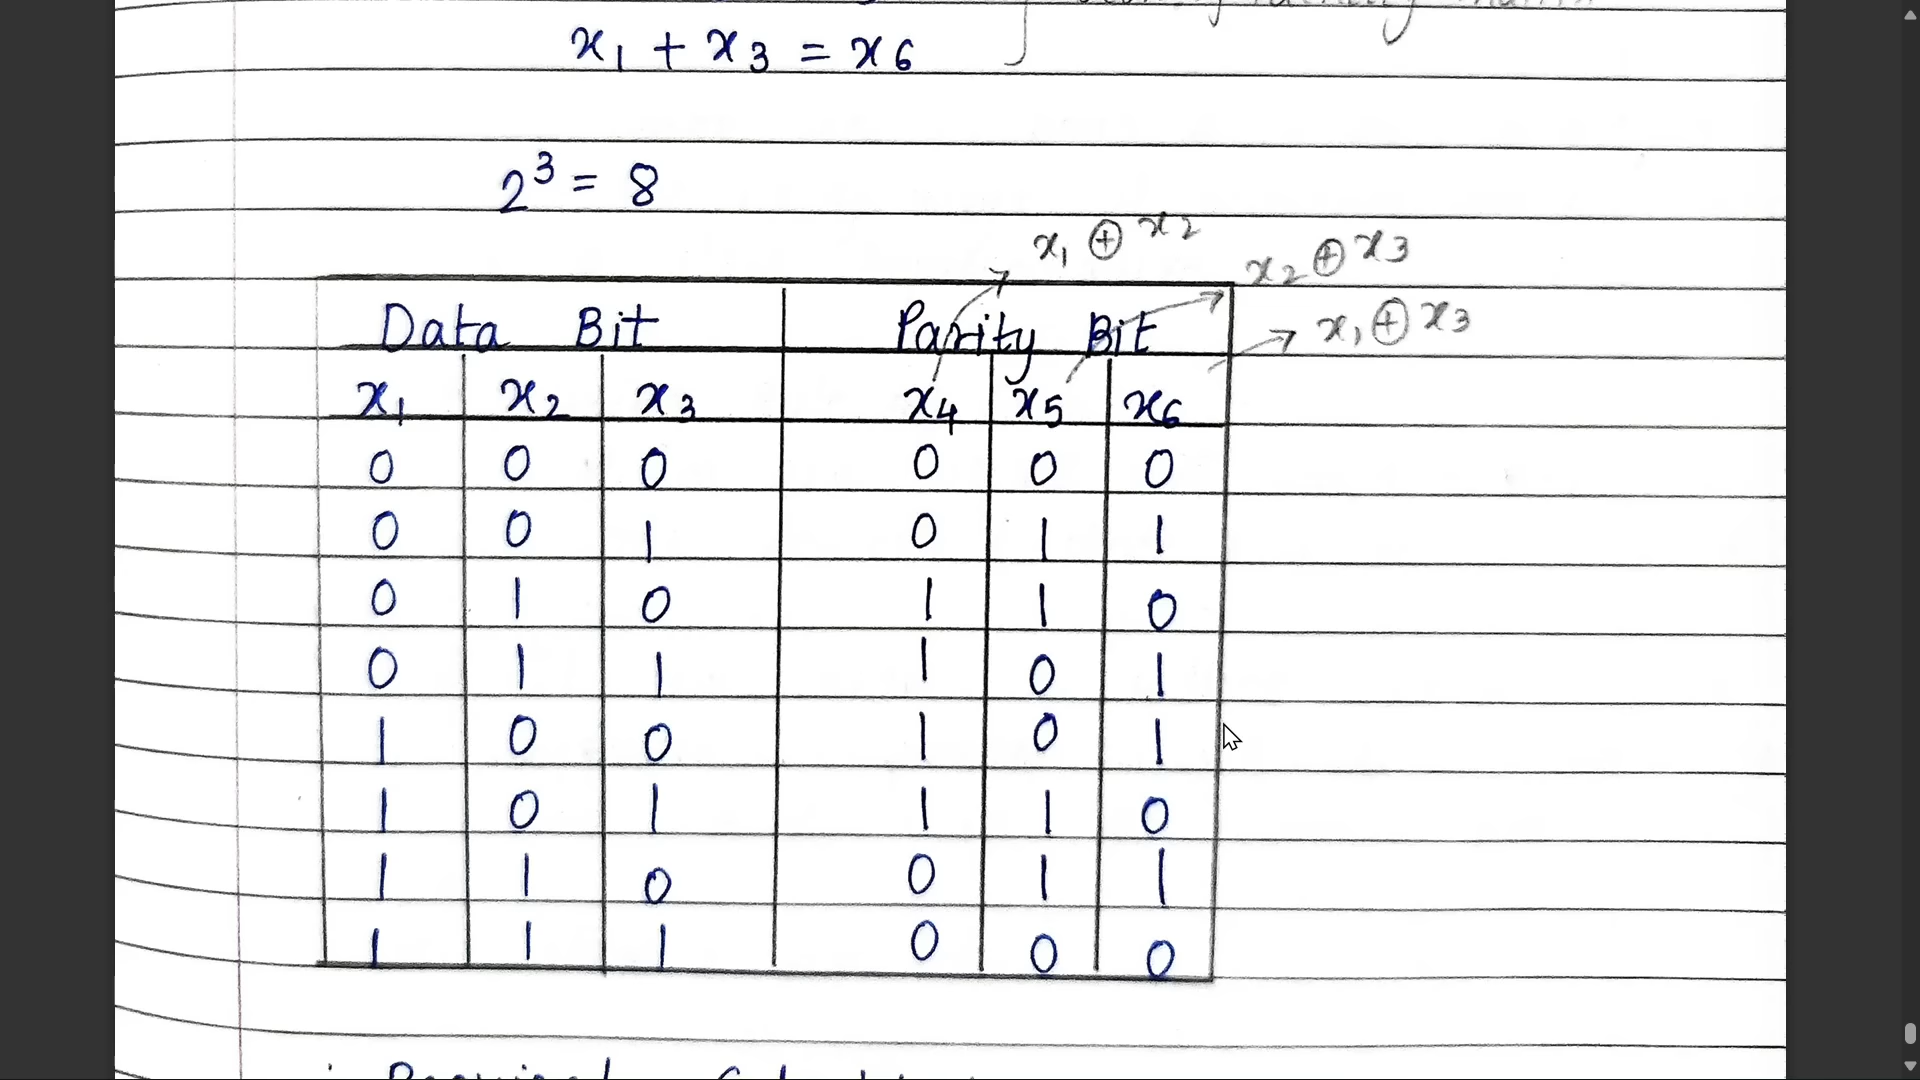 x₁ + x₃ = x₆
2³ = 8
x₁ ⊕ x₂
x₂ ⊕ x₃
x₁ ⊕ x₃
Data Bit Parity Bit
x₁ x₂ x₃ x₄ x₅ x₆
0 0 0 0 0 0
0 0 1 0 1 1
0 1 0 1 1 0
0 1 1 1 0 1
1 0 0 1 0 1
1 0 1 1 1 0
1 1 0 0 1 1
1 1 1 0 0 0